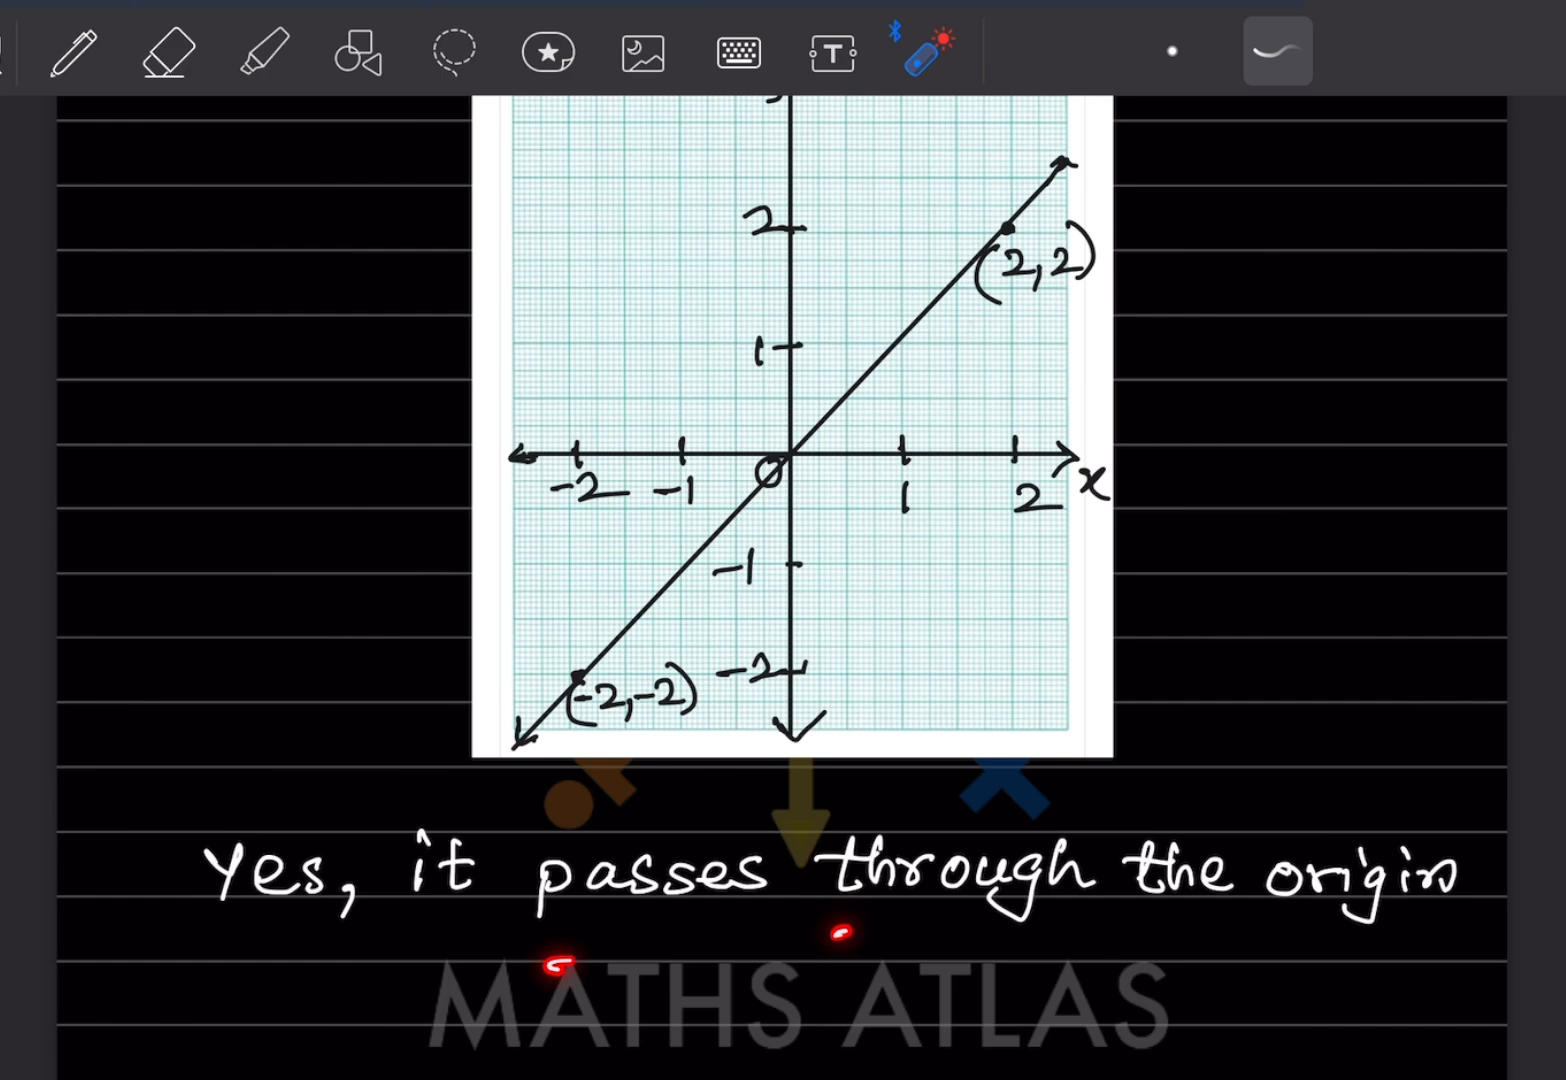 2
(2,2)
1
-2 -1 O 1 2 x
-1
(-2,-2) -2
Yes, it passes through the origin
MATHS ATLAS